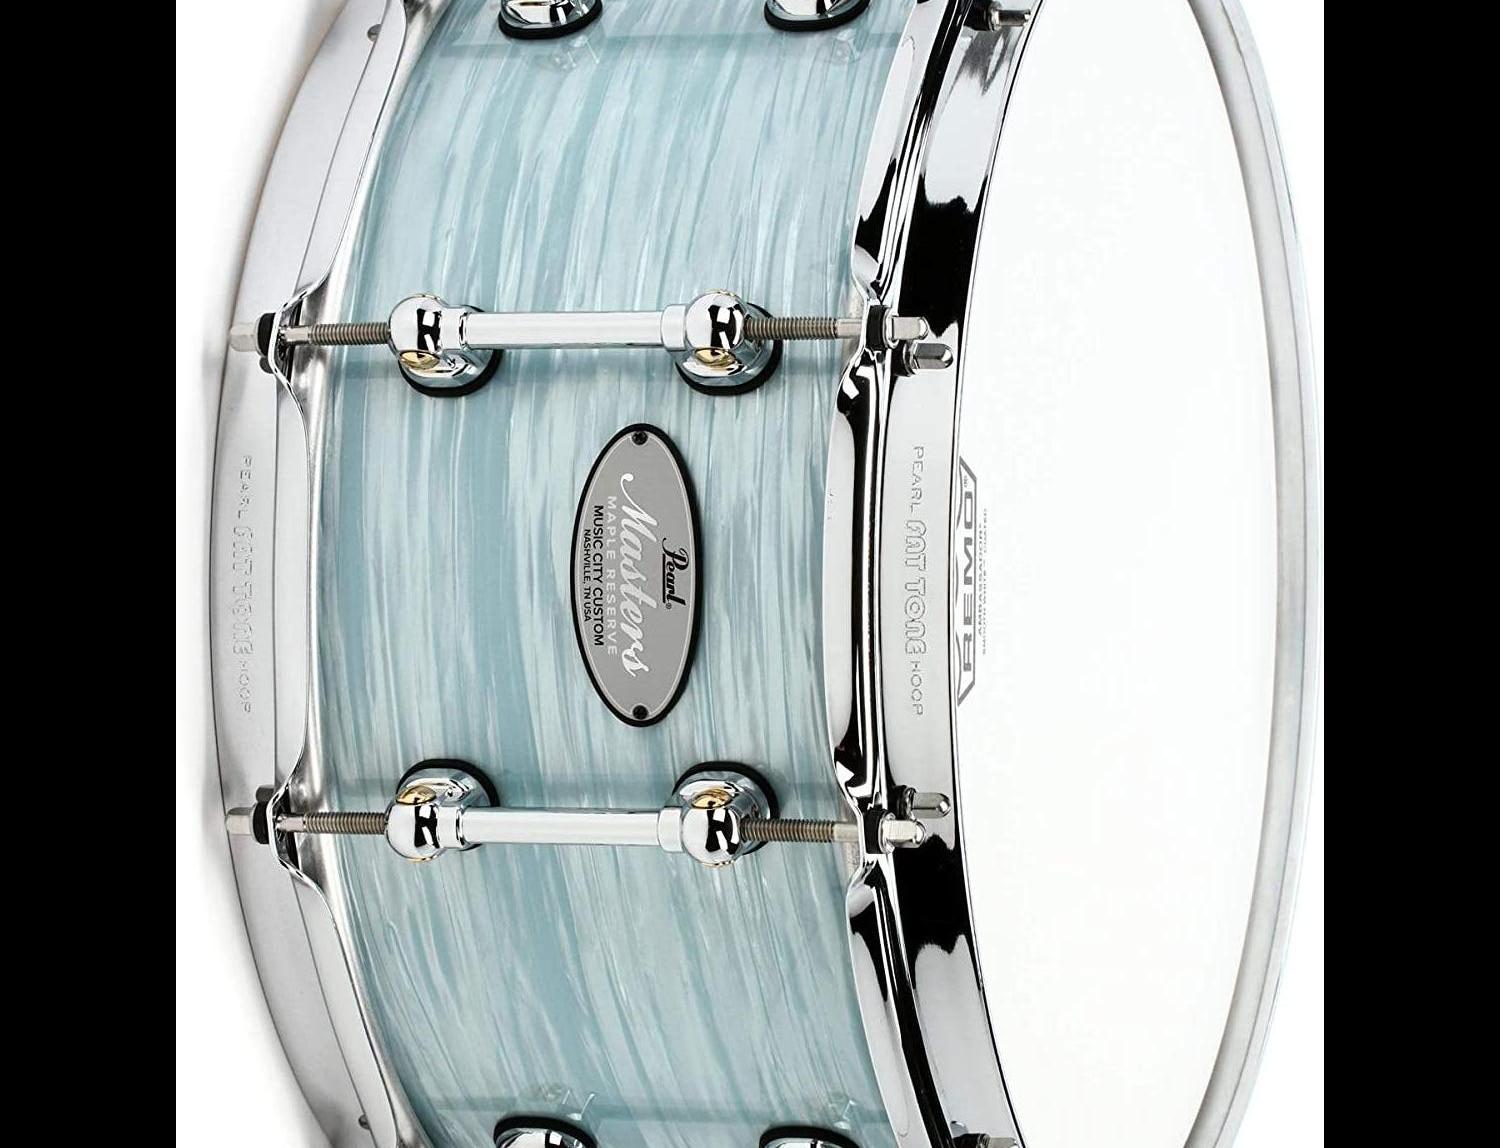 Pearl®
Masters
MAPLE RESERVE
MUSIC CITY CUSTOM
NASHVILLE, TN USA
PEARL FAT TONE HOOP
PEARL FAT TONE HOOP
REMO®
AMBASSADOR®